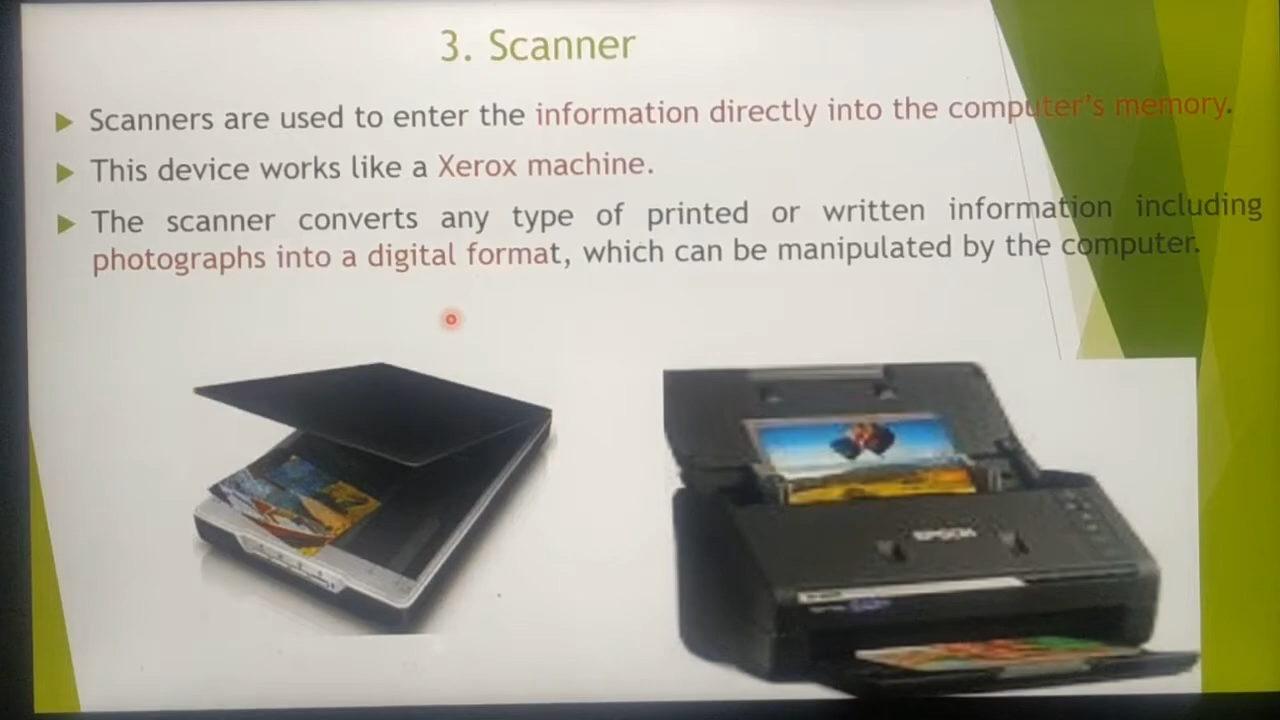 3. Scanner
Scanners are used to enter the information directly into the computer's memory.
This device works like a Xerox machine.
The scanner converts any type of printed or written information including
photographs into a digital format, which can be manipulated by the computer.
EPSON